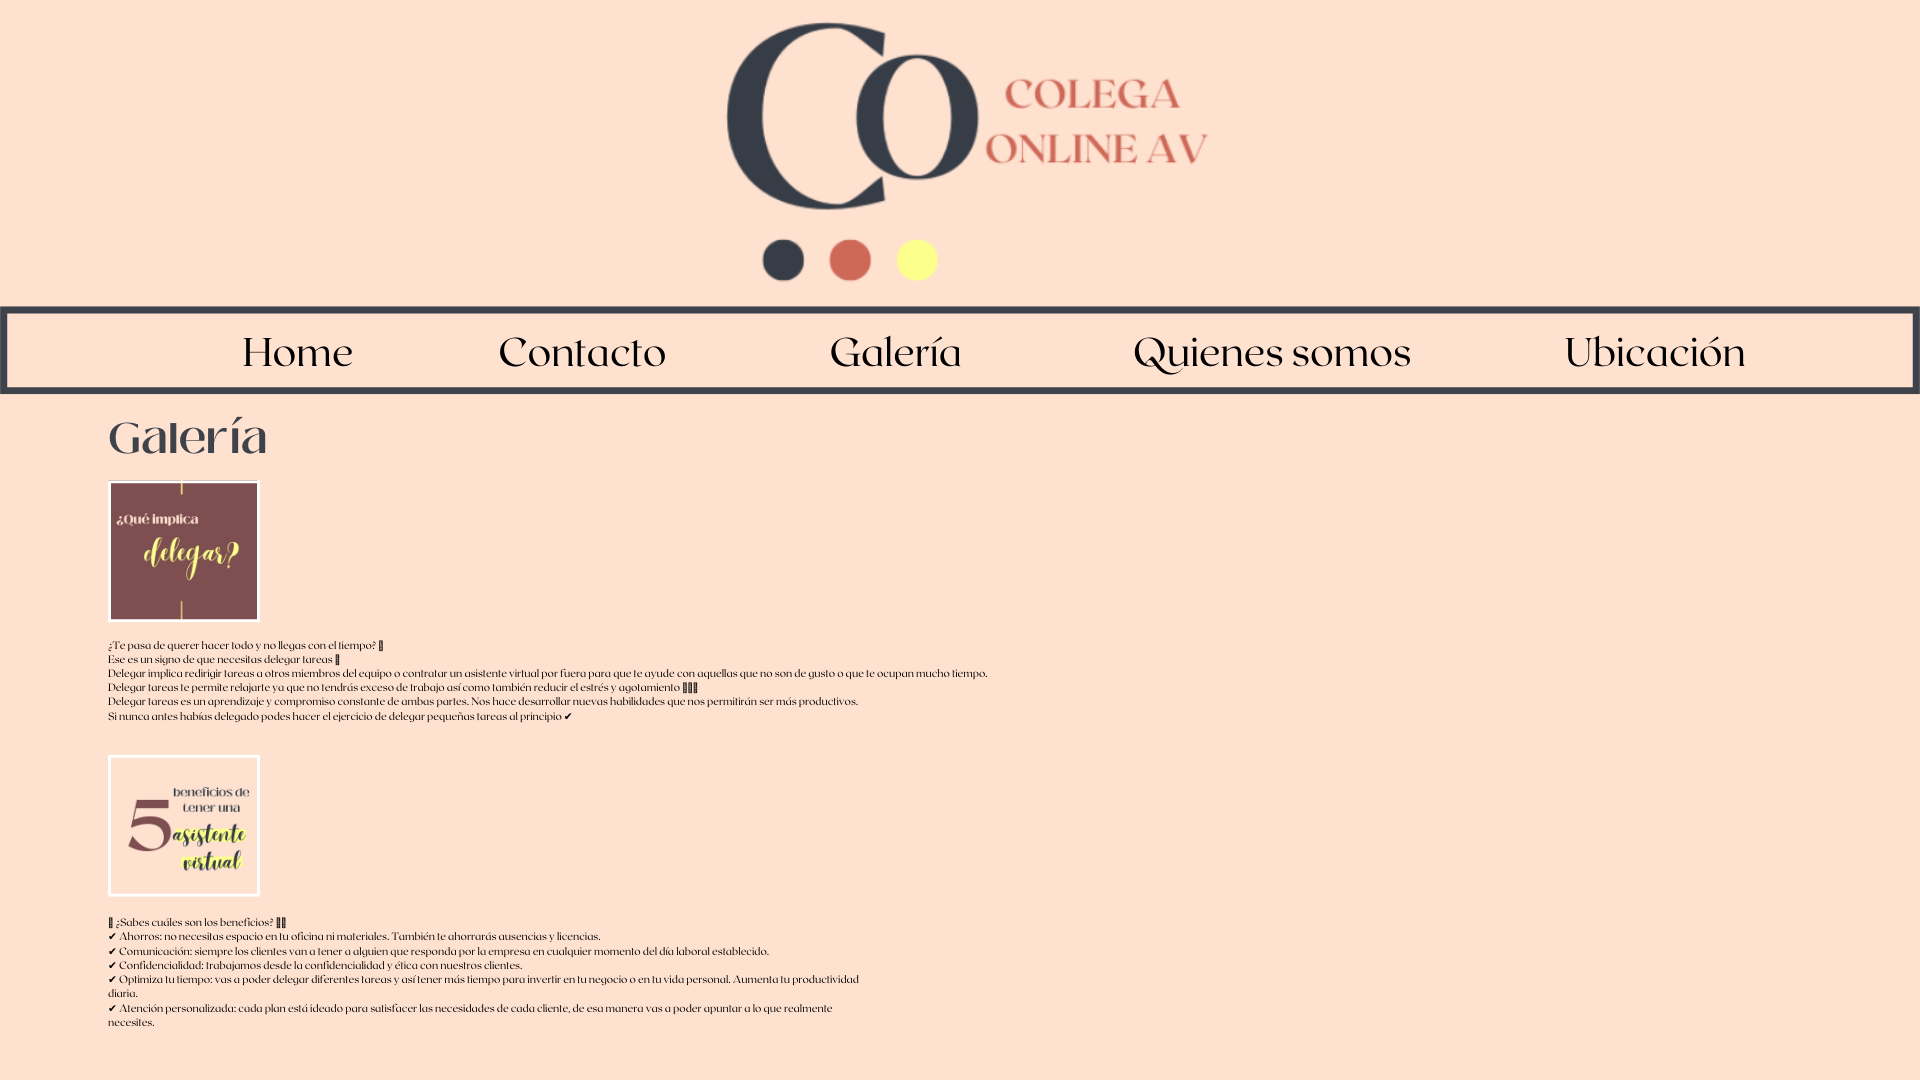 Co
COLEGA
ONLINE AV
Home Contacto Galería Quienes somos Ubicación
Galería
¿Qué implica
delegar?
¿Te pasa de querer hacer todo y no llegas con el tiempo?
Ese es un signo de que necesitas delegar tareas
Delegar implica redirigir tareas a otros miembros del equipo o contratar un asistente virtual por fuera para que te ayude con aquellas que no son de gusto o que te ocupan mucho tiempo.
Delegar tareas te permite relajarte ya que no tendrás exceso de trabajo así como también reducir el estrés y agotamiento
Delegar tareas es un aprendizaje y compromiso constante de ambas partes. Nos hace desarrollar nuevas habilidades que nos permitirán ser más productivos.
Si nunca antes habías delegado podes hacer el ejercicio de delegar pequeñas tareas al principio ✔
5 beneficios de
tener una
asistente
virtual
¿Sabes cuáles son los beneficios?
✔ Ahorros: no necesitas espacio en tu oficina ni materiales. También te ahorrarás ausencias y licencias.
✔ Comunicación: siempre los clientes van a tener a alguien que responda por la empresa en cualquier momento del día laboral establecido.
✔ Confidencialidad: trabajamos desde la confidencialidad y ética con nuestros clientes.
✔ Optimiza tu tiempo: vas a poder delegar diferentes tareas y así tener más tiempo para invertir en tu negocio o en tu vida personal. Aumenta tu productividad
diaria.
✔ Atención personalizada: cada plan está ideado para satisfacer las necesidades de cada cliente, de esa manera vas a poder apuntar a lo que realmente
necesites.